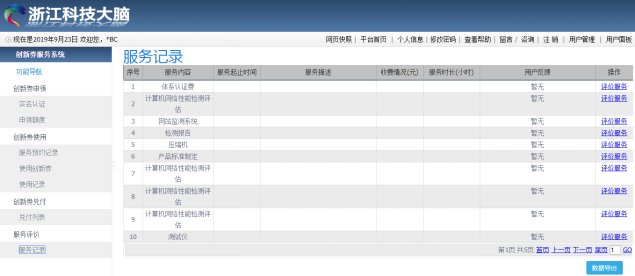 浙江科技大脑
现在是2019年9月23日 欢迎您，*BC
网页快照 | 平台首页 | 个人信息 | 修改密码 | 查看帮助 | 留言 / 咨询 | 注 销 | 用户管理 | 用户面板
创新券服务系统
功能导航
创新券申领
实名认证
申领额度
创新券使用
服务预约记录
使用创新券
使用记录
创新券兑付
兑付列表
服务评价
服务记录
服务记录
序号 服务内容 服务起止时间 服务描述 收费情况(元) 服务时长(小时) 用户反馈 操作
1 体系认证费 暂无 评价服务
2 计算机网络性能检测评估 暂无 评价服务
3 网站监测系统 暂无 评价服务
4 检测报告 暂无 评价服务
5 压缩机 暂无 评价服务
6 产品标准制定 暂无 评价服务
7 计算机网络性能检测评估 暂无 评价服务
8 计算机网络性能检测评估 暂无 评价服务
9 计算机网络性能检测评估 暂无 评价服务
10 测试仪 暂无 评价服务
第1页 共5页 首页 上一页 下一页 尾页 1 GO
数据导出